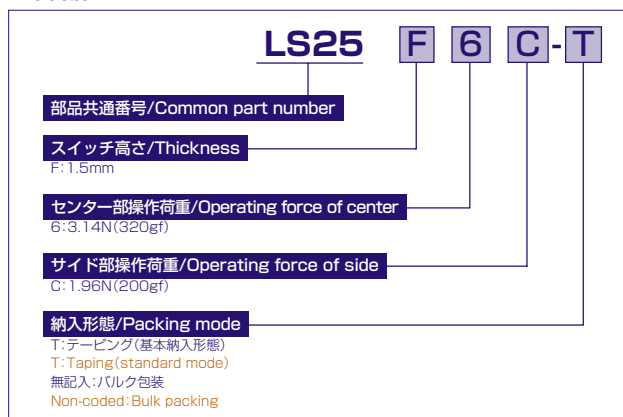 LS25 F 6 C-T
部品共通番号/Common part number
スイッチ高さ/Thickness
F:1.5mm
センター部操作荷重/Operating force of center
6:3.14N(320gf)
サイド部操作荷重/Operating force of side
C:1.96N(200gf)
納入形態/Packing mode
T:テーピング(基本納入形態)
T:Taping(standard mode)
無記入:バルク包装
Non-coded:Bulk packing